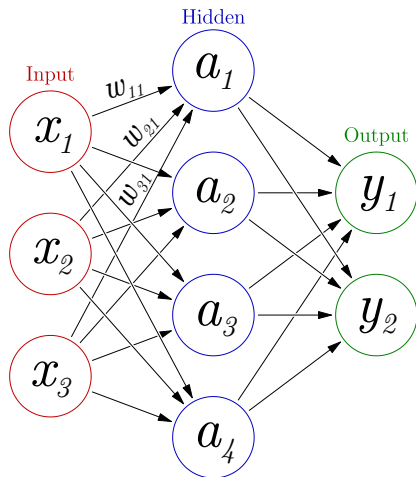 Hidden
Input
Output
w11
w21
w31
x1
x2
x3
a1
a2
a3
a4
y1
y2